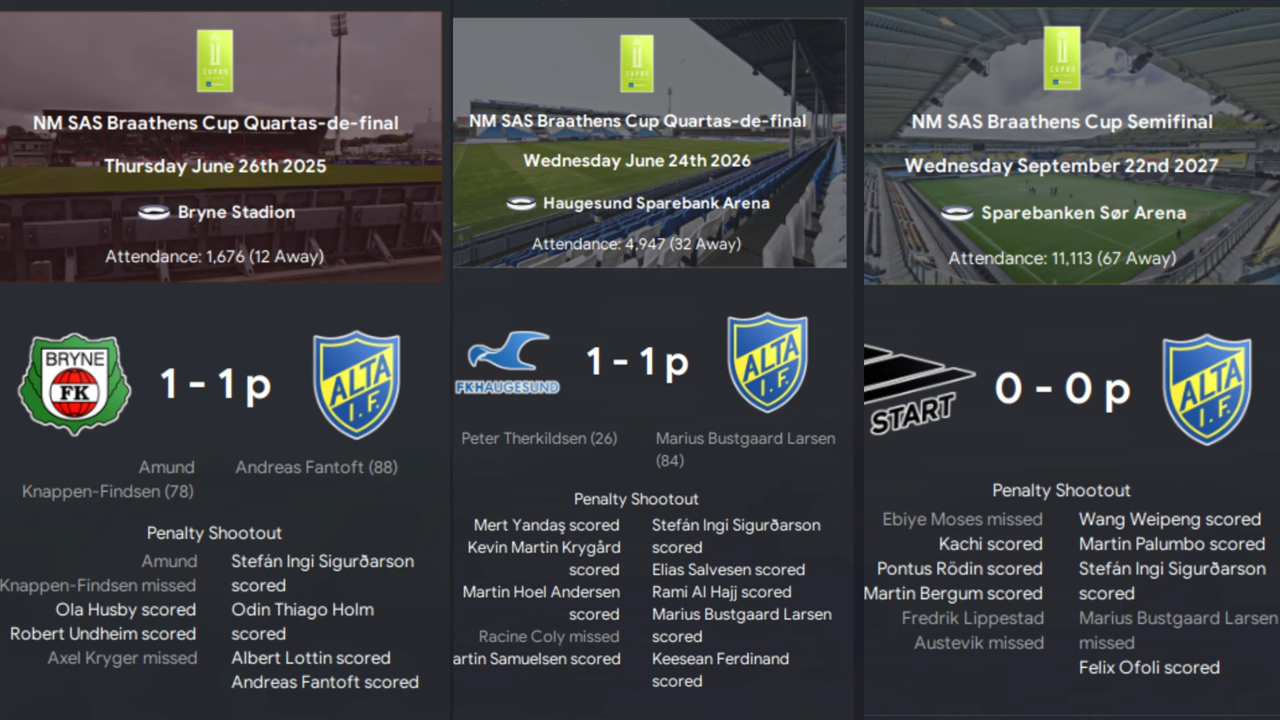 NM SAS Braathens Cup Quartas-de-final
Thursday June 26th 2025
Bryne Stadion
Attendance: 1,676 (12 Away)
BRYNE
FK
1 - 1 p
ALTA
I.F.
Amund
Knappen-Findsen (78)
Andreas Fantoft (88)
Penalty Shootout
Amund
Knappen-Findsen missed
Ola Husby scored
Robert Undheim scored
Axel Kryger missed
Stefán Ingi Sigurðarson
scored
Odin Thiago Holm
scored
Albert Lottin scored
Andreas Fantoft scored
NM SAS Braathens Cup Quartas-de-final
Wednesday June 24th 2026
Haugesund Sparebank Arena
Attendance: 4,947 (32 Away)
FKHAUGESUND
1 - 1 p
ALTA
I.F.
Peter Therkildsen (26)
Marius Bustgaard Larsen
(84)
Penalty Shootout
Mert Yandaş scored
Kevin Martin Krygård
scored
Martin Hoel Andersen
scored
Racine Coly missed
artin Samuelsen scored
Stefán Ingi Sigurðarson
scored
Elias Salvesen scored
Rami Al Hajj scored
Marius Bustgaard Larsen
scored
Keesean Ferdinand
scored
NM SAS Braathens Cup Semifinal
Wednesday September 22nd 2027
Sparebanken Sør Arena
Attendance: 11,113 (67 Away)
START
0 - 0 p
ALTA
I.F.
Penalty Shootout
Ebiye Moses missed
Kachi scored
Pontus Rödin scored
Martin Bergum scored
Fredrik Lippestad
Austevik missed
Wang Weipeng scored
Martin Palumbo scored
Stefán Ingi Sigurðarson
scored
Marius Bustgaard Larsen
missed
Felix Ofoli scored